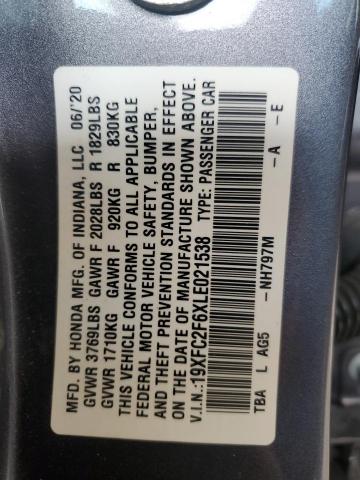 MFD. BY HONDA MFG. OF INDIANA, LLC 06/'20
GVWR 3769LBS GAWR F 2028LBS R 1829LBS
GVWR 1710KG GAWR F 920KG R 830KG
THIS VEHICLE CONFORMS TO ALL APPLICABLE
FEDERAL MOTOR VEHICLE SAFETY, BUMPER,
AND THEFT PREVENTION STANDARDS IN EFFECT
ON THE DATE OF MANUFACTURE SHOWN ABOVE.
V.I.N.:19XFC2F6XLE021538 TYPE: PASSENGER CAR
TBA L AG5 -NH797M -A -E